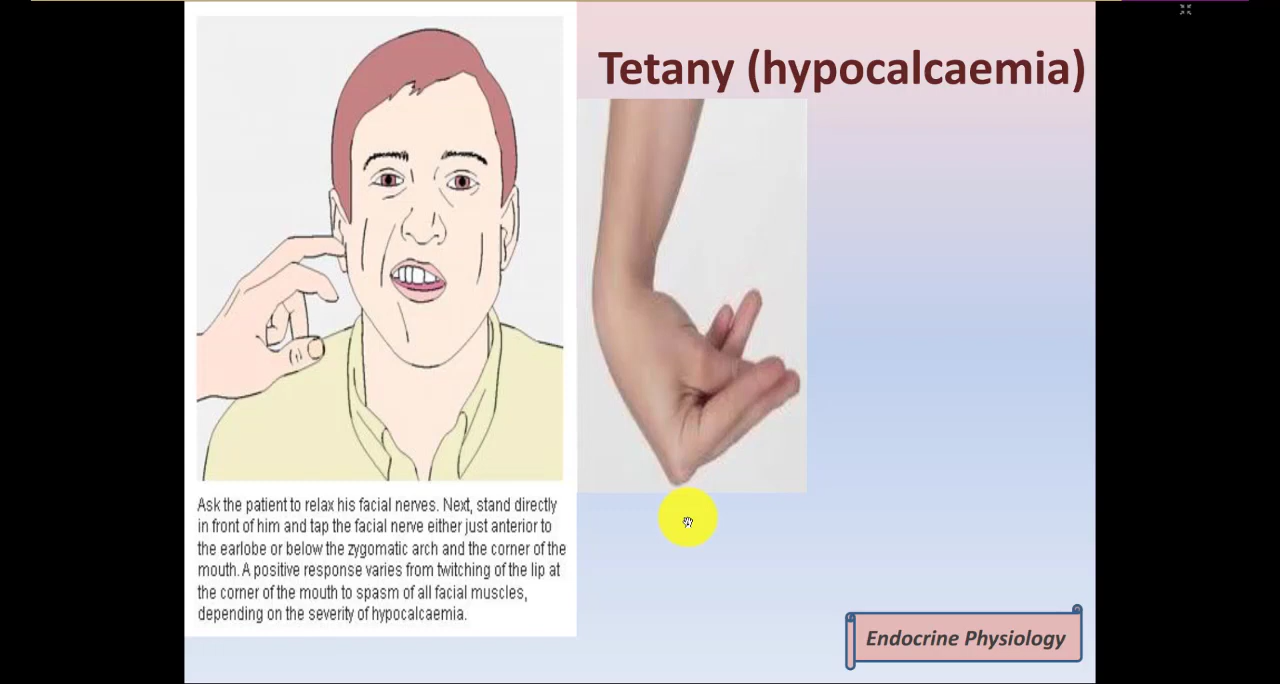 Tetany (hypocalcaemia)
Ask the patient to relax his facial nerves. Next, stand directly
in front of him and tap the facial nerve either just anterior to
the earlobe or below the zygomatic arch and the corner of the
mouth. A positive response varies from twitching of the lip at
the corner of the mouth to spasm of all facial muscles,
depending on the severity of hypocalcaemia.
Endocrine Physiology